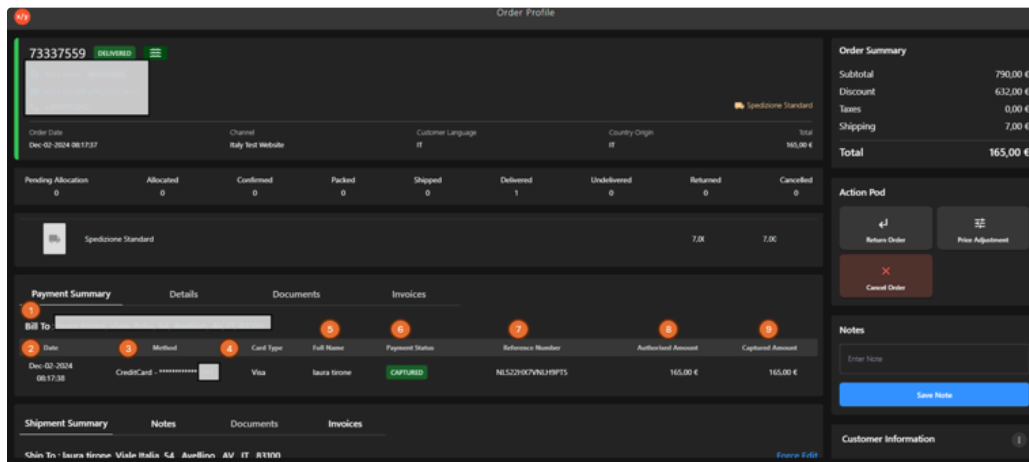 x/y
Order Profile
73337559 DELIVERED
Spedizione Standard
Order Date Channel Customer Language Country Origin Total
Dec-02-2024 08:17:37 Italy Test Website IT IT 165,00 €
Pending Allocation Allocated Confirmed Packed Shipped Delivered Undelivered Returned Cancelled
0 0 0 0 0 1 0 0 0
Spedizione Standard 7,0 7,0
Payment Summary Details Documents Invoices
1
Bill To :
5 6 7 8 9
2 Date 3 Method 4 Card Type Full Name Payment Status Reference Number Authorised Amount Captured Amount
Dec-02-2024
08:17:38
CreditCard - ************ Visa laura tirone CAPTURED 165,00 € 165,00 €
Shipment Summary Notes Documents Invoices
Ship To : laura tirone Viale Italia 54 Avellino AV IT 83100 Force Edit
Order Summary
Subtotal 790,00 €
Discount 632,00 €
Taxes 0,00 €
Shipping 7,00 €
Total 165,00 €
Action Pod
Return Order Price Adjustment
Cancel Order
Notes
Enter Note
Save Note
Customer Information